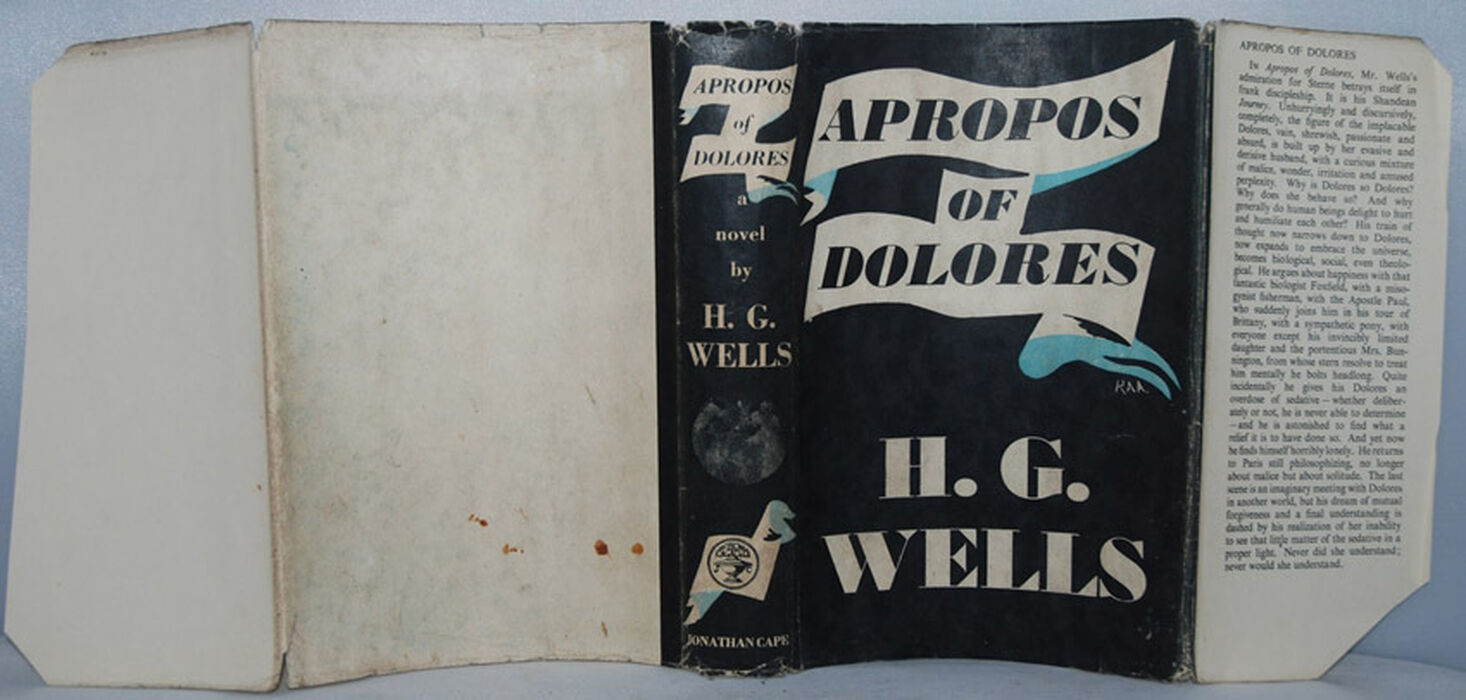 APROPOS
of
DOLORES
a
novel
by
H. G.
WELLS
JONATHAN CAPE
APROPOS
OF
DOLORES
H. G.
WELLS
APROPOS OF DOLORES
In Apropos of Dolores, Mr. Wells's
admiration for Sterne betrays itself in
frank discipleship. It is his Shandean
Journey. Unhurryingly and discursively,
completely, the figure of the implacable
Dolores, vain, shrewish, passionate and
absurd, is built up by her evasive and
derisive husband, with a curious mixture
of malice, wonder, irritation and amused
perplexity. Why is Dolores so Dolores?
Why does she behave so? And why
generally do human beings delight to hurt
and humiliate each other? His train of
thought now narrows down to Dolores,
now expands to embrace the universe,
becomes biological, social, even theolo-
gical. He argues about happiness with that
fantastic biologist Foxfield, with a miso-
gynist fisherman, with the Apostle Paul,
who suddenly joins him in his tour of
Brittany, with a sympathetic pony, with
everyone except his invincibly limited
daughter and the portentious Mrs. Bun-
nington, from whose stern resolve to treat
him mentally he bolts headlong. Quite
incidentally he gives his Dolores an
overdose of sedative – whether deliber-
ately or not, he is never able to determine
– and he is astonished to find what a
relief it is to have done so. And yet now
he finds himself horribly lonely. He returns
to Paris still philosophizing, no longer
about malice but about solitude. The last
scene is an imaginary meeting with Dolores
in another world, but his dream of mutual
forgiveness and a final understanding is
dashed by his realization of her inability
to see that little matter of the sedative in a
proper light. Never did she understand;
never would she understand.